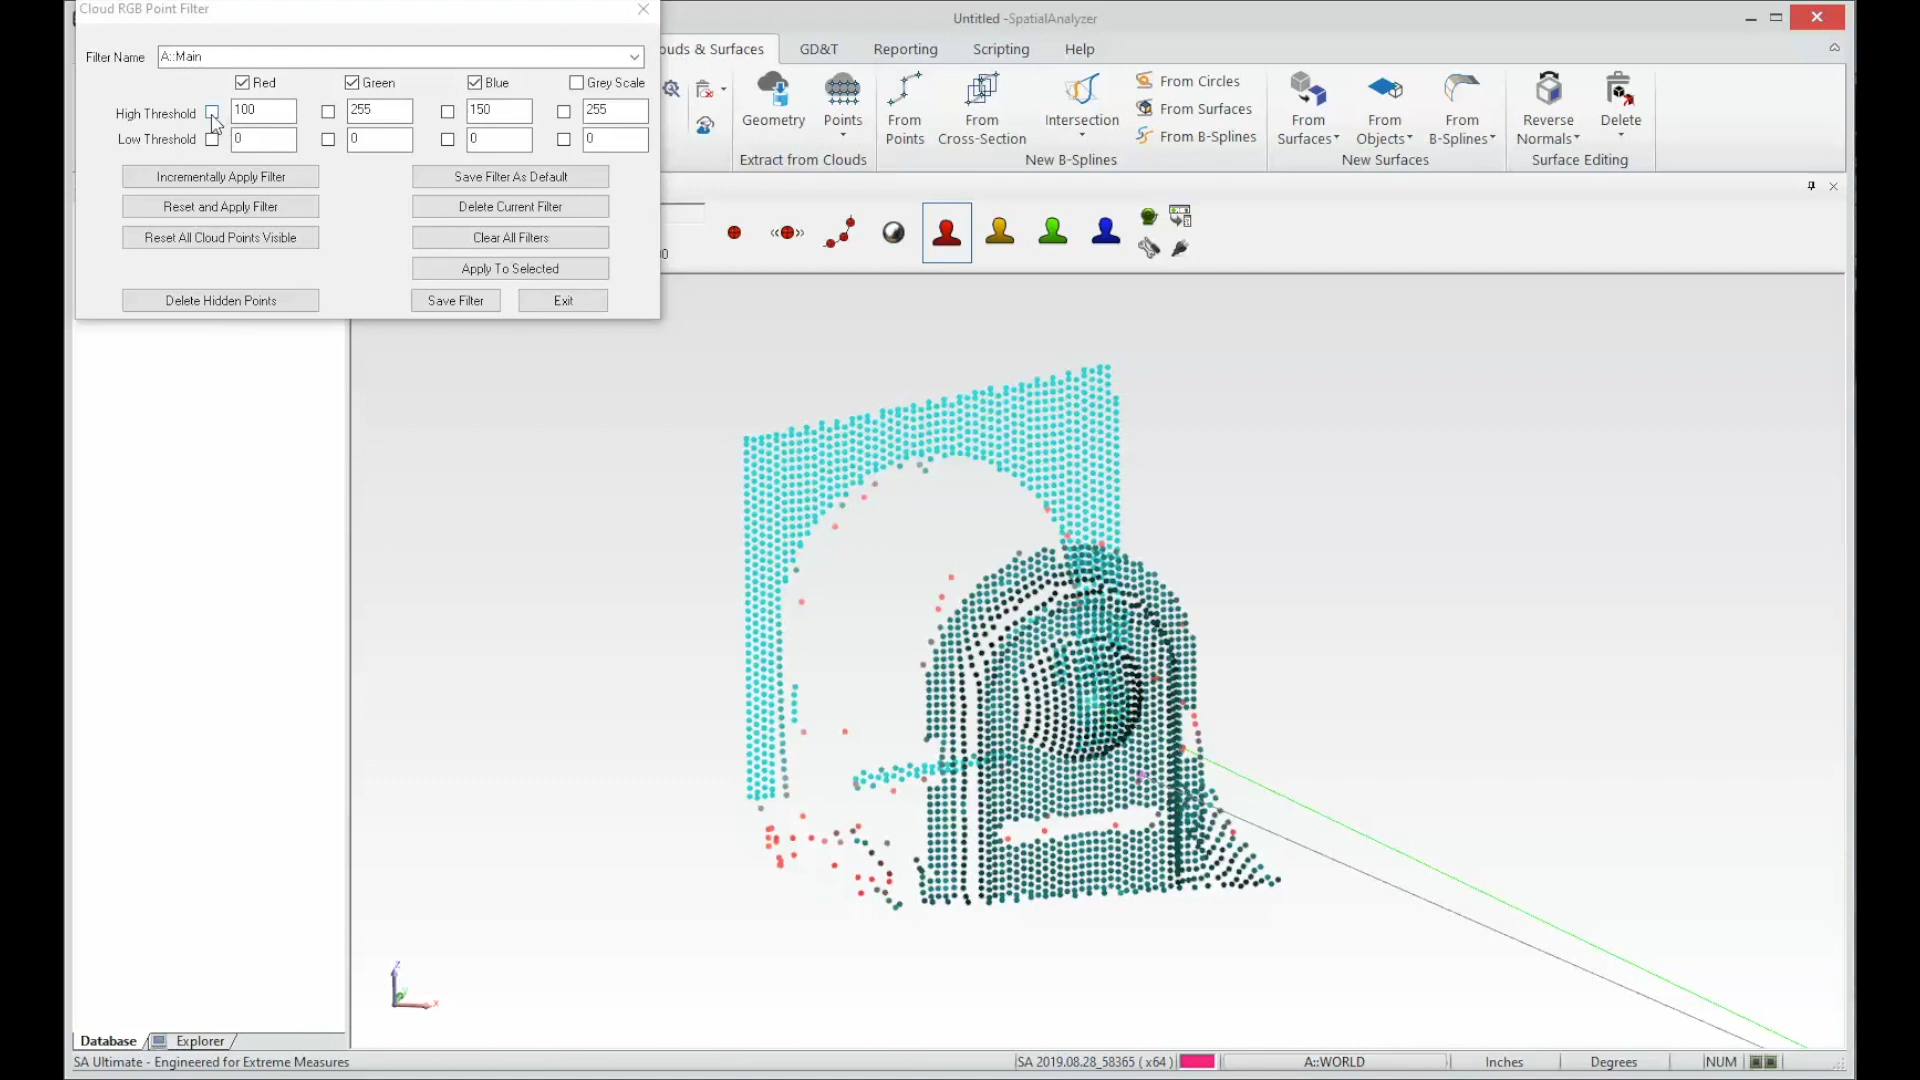 Cloud RGB Point Filter
Untitled -SpatialAnalyzer
Filter Name A::Main
ouds & Surfaces GD&T Reporting Scripting Help
Red Green Blue Grey Scale
High Threshold 100 255 150 255
Low Threshold 0 0 0 0
Incrementally Apply Filter Save Filter As Default
Reset and Apply Filter Delete Current Filter
Reset All Cloud Points Visible Clear All Filters
Apply To Selected
Delete Hidden Points Save Filter Exit
Geometry Points
Extract from Clouds
From Points From Cross-Section Intersection
From Circles
From Surfaces
From B-Splines
New B-Splines
From Surfaces From Objects From B-Splines
New Surfaces
Reverse Normals Delete
Surface Editing
Z
Y
X
Database Explorer
SA Ultimate - Engineered for Extreme Measures SA 2019.08.28_58365 ( x64 ) A::WORLD Inches Degrees NUM